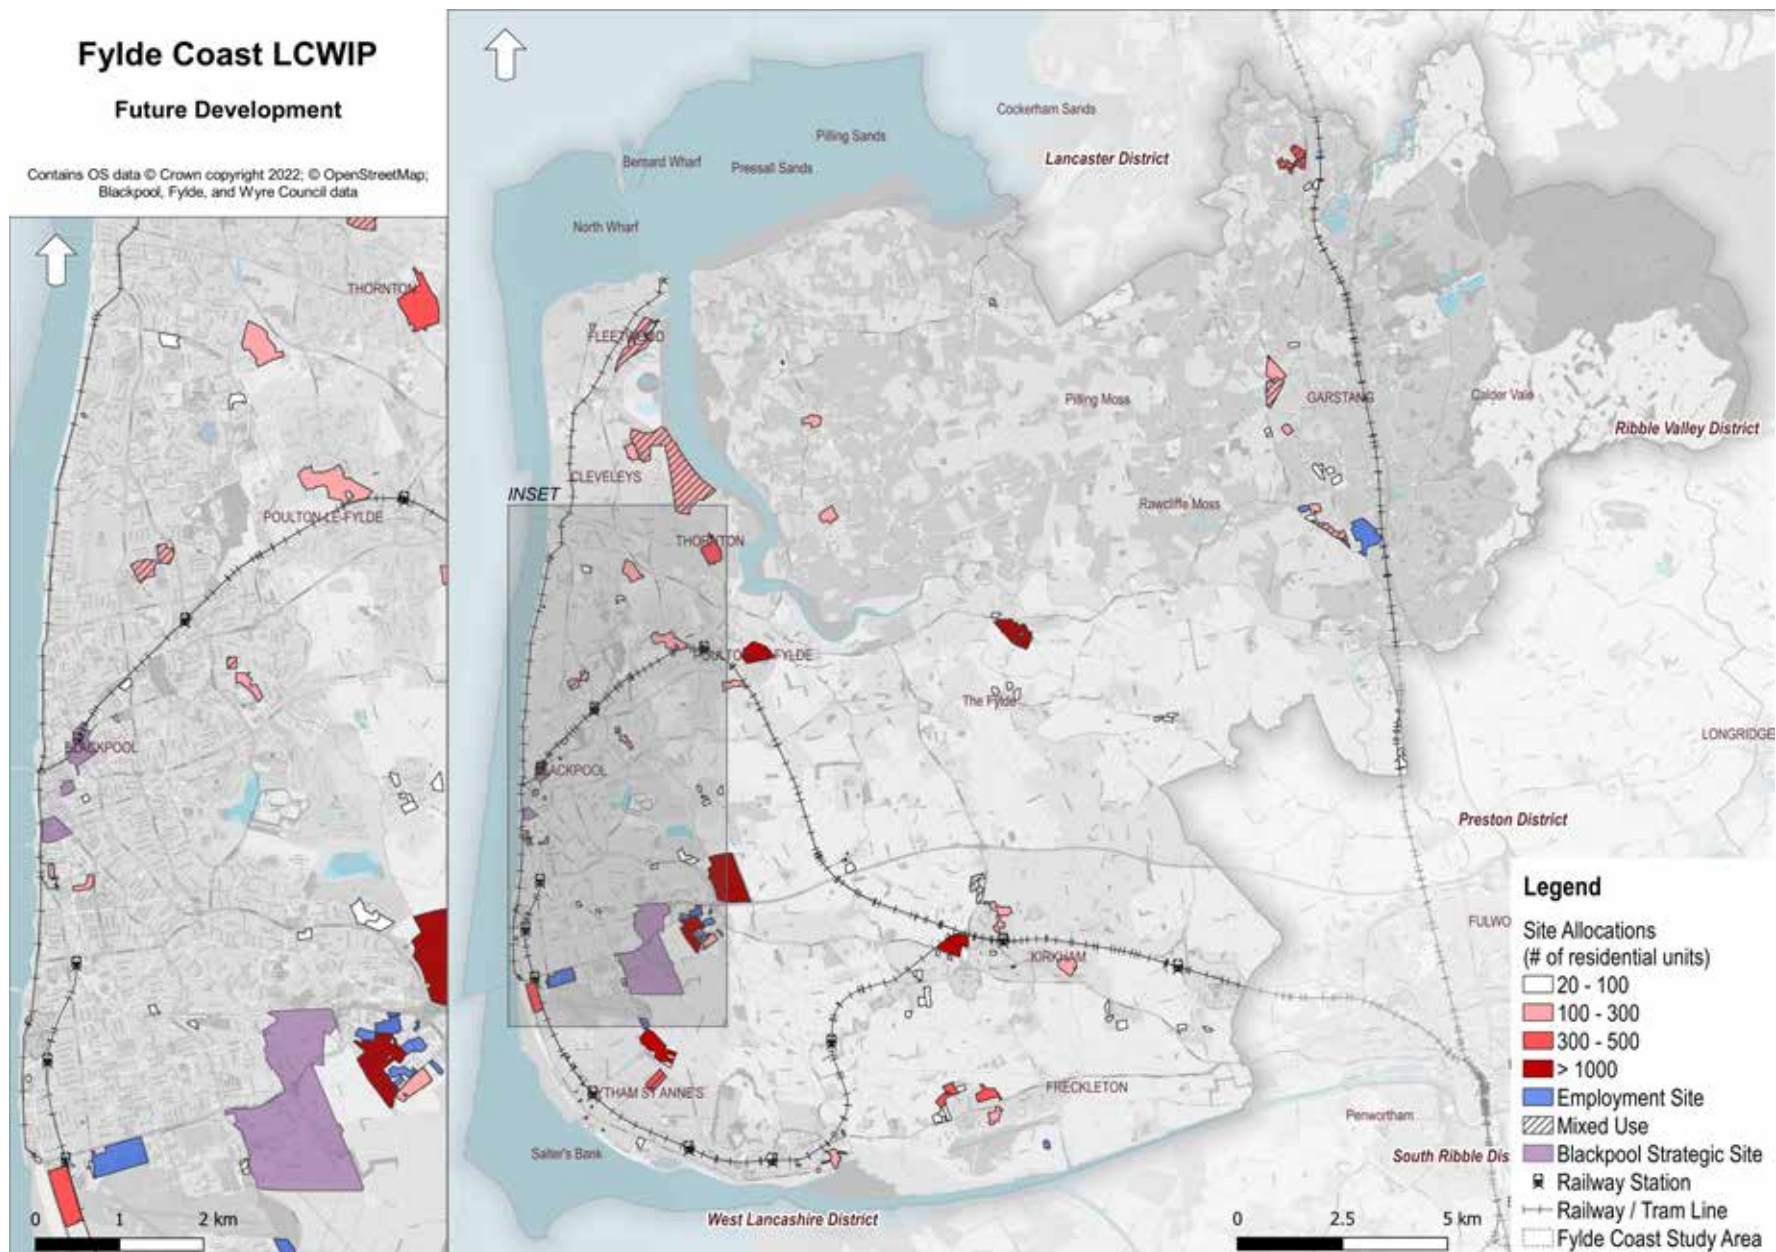 Fylde Coast LCWIP
Future Development
Contains OS data © Crown copyright 2022; © OpenStreetMap;
Blackpool, Fylde, and Wyre Council data
THORNTON
POULTON-LE-FYLDE
BLACKPOOL
0 1 2 km
Cockerham Sands
Pilling Sands
Lancaster District
Bernard Wharf
Pressall Sands
North Wharf
FLEETWOOD
Pilling Moss
GARSTANG
Calder Vale
Ribble Valley District
CLEVELEYS
INSET
Rawcliffe Moss
THORNTON
POULTON-LE-FYLDE
The Fylde
LONGRIDGE
BLACKPOOL
Preston District
KIRKHAM
FULWO
FRECKLETON
YTHAM ST ANNE'S
Penwortham
Salter's Bank
South Ribble Dis
West Lancashire District
0 2.5 5 km
Legend
Site Allocations
(# of residential units)
20 - 100
100 - 300
300 - 500
> 1000
Employment Site
Mixed Use
Blackpool Strategic Site
Railway Station
Railway / Tram Line
Fylde Coast Study Area